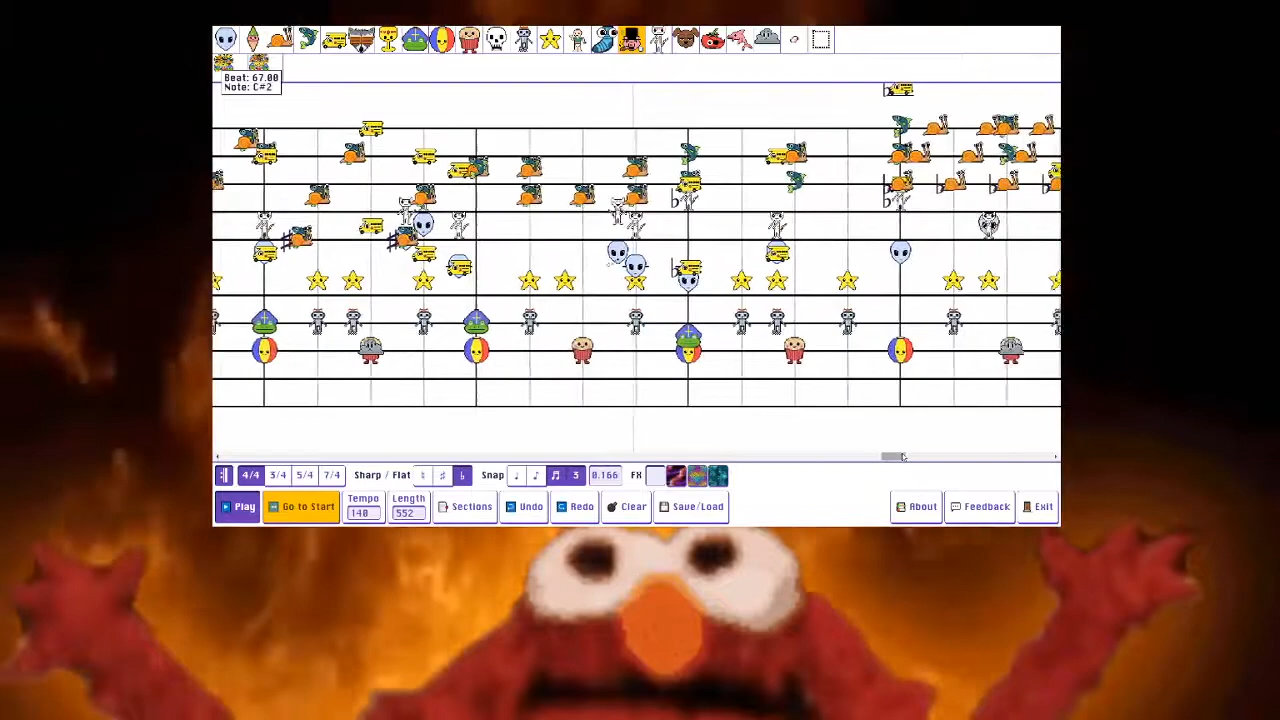 Beat: 67.00
Note: C#2
4/4 3/4 5/4 7/4 Sharp / Flat ♮ ♯ ♭ Snap ♩ ♪ ♬ 3 0.166 FX
Play Go to Start Tempo 140 Length 552 Sections Undo Redo Clear Save/Load About Feedback Exit